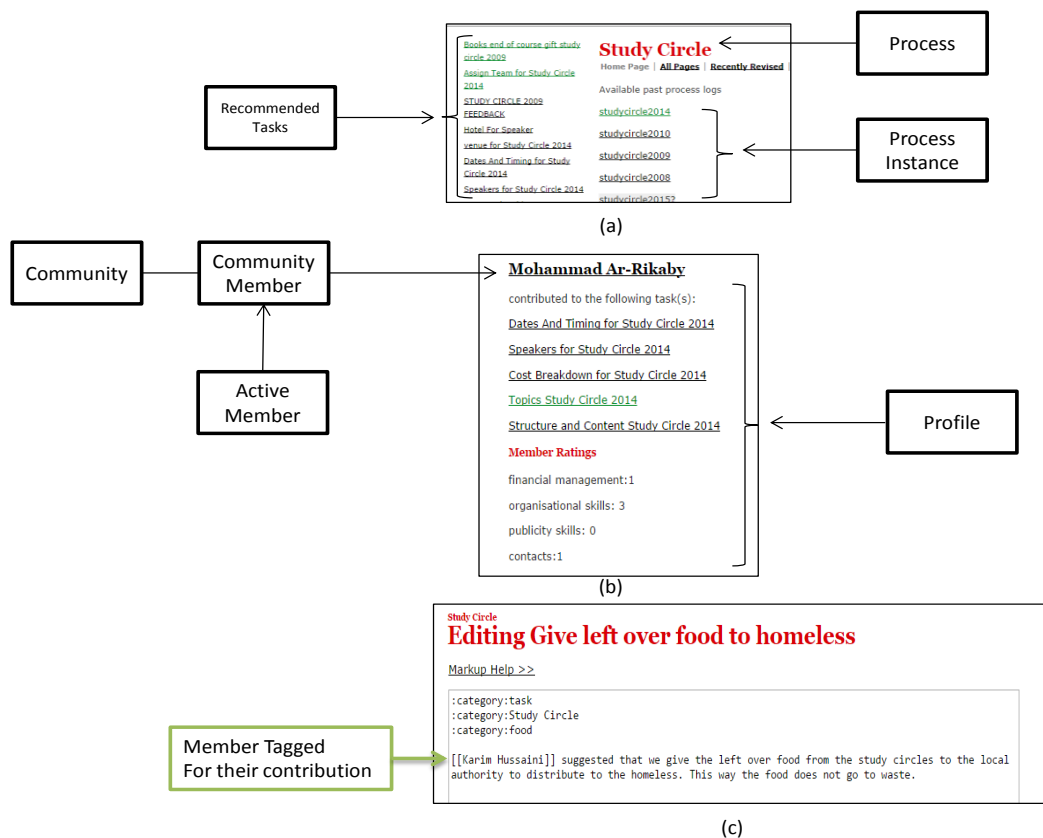 Recommended
Tasks
Books end of course gift study
circle 2009
Assign Team for Study Circle
2014
STUDY CIRCLE 2009
FEEDBACK
Hotel For Speaker
venue for Study Circle 2014
Dates And Timing for Study
Circle 2014
Speakers for Study Circle 2014
Study Circle
Home Page | All Pages | Recently Revised |
Available past process logs
studycircle2014
studycircle2010
studycircle2009
studycircle2008
studycircle2015?
Process
Process
Instance
(a)
Community
Community
Member
Active
Member
Mohammad Ar-Rikaby
contributed to the following task(s):
Dates And Timing for Study Circle 2014
Speakers for Study Circle 2014
Cost Breakdown for Study Circle 2014
Topics Study Circle 2014
Structure and Content Study Circle 2014
Member Ratings
financial management:1
organisational skills: 3
publicity skills: 0
contacts:1
Profile
(b)
Study Circle
Editing Give left over food to homeless
Markup Help >>
:category:task
:category:Study Circle
:category:food
[[Karim Hussaini]] suggested that we give the left over food from the study circles to the local
authority to distribute to the homeless. This way the food does not go to waste.
Member Tagged
For their contribution
(c)